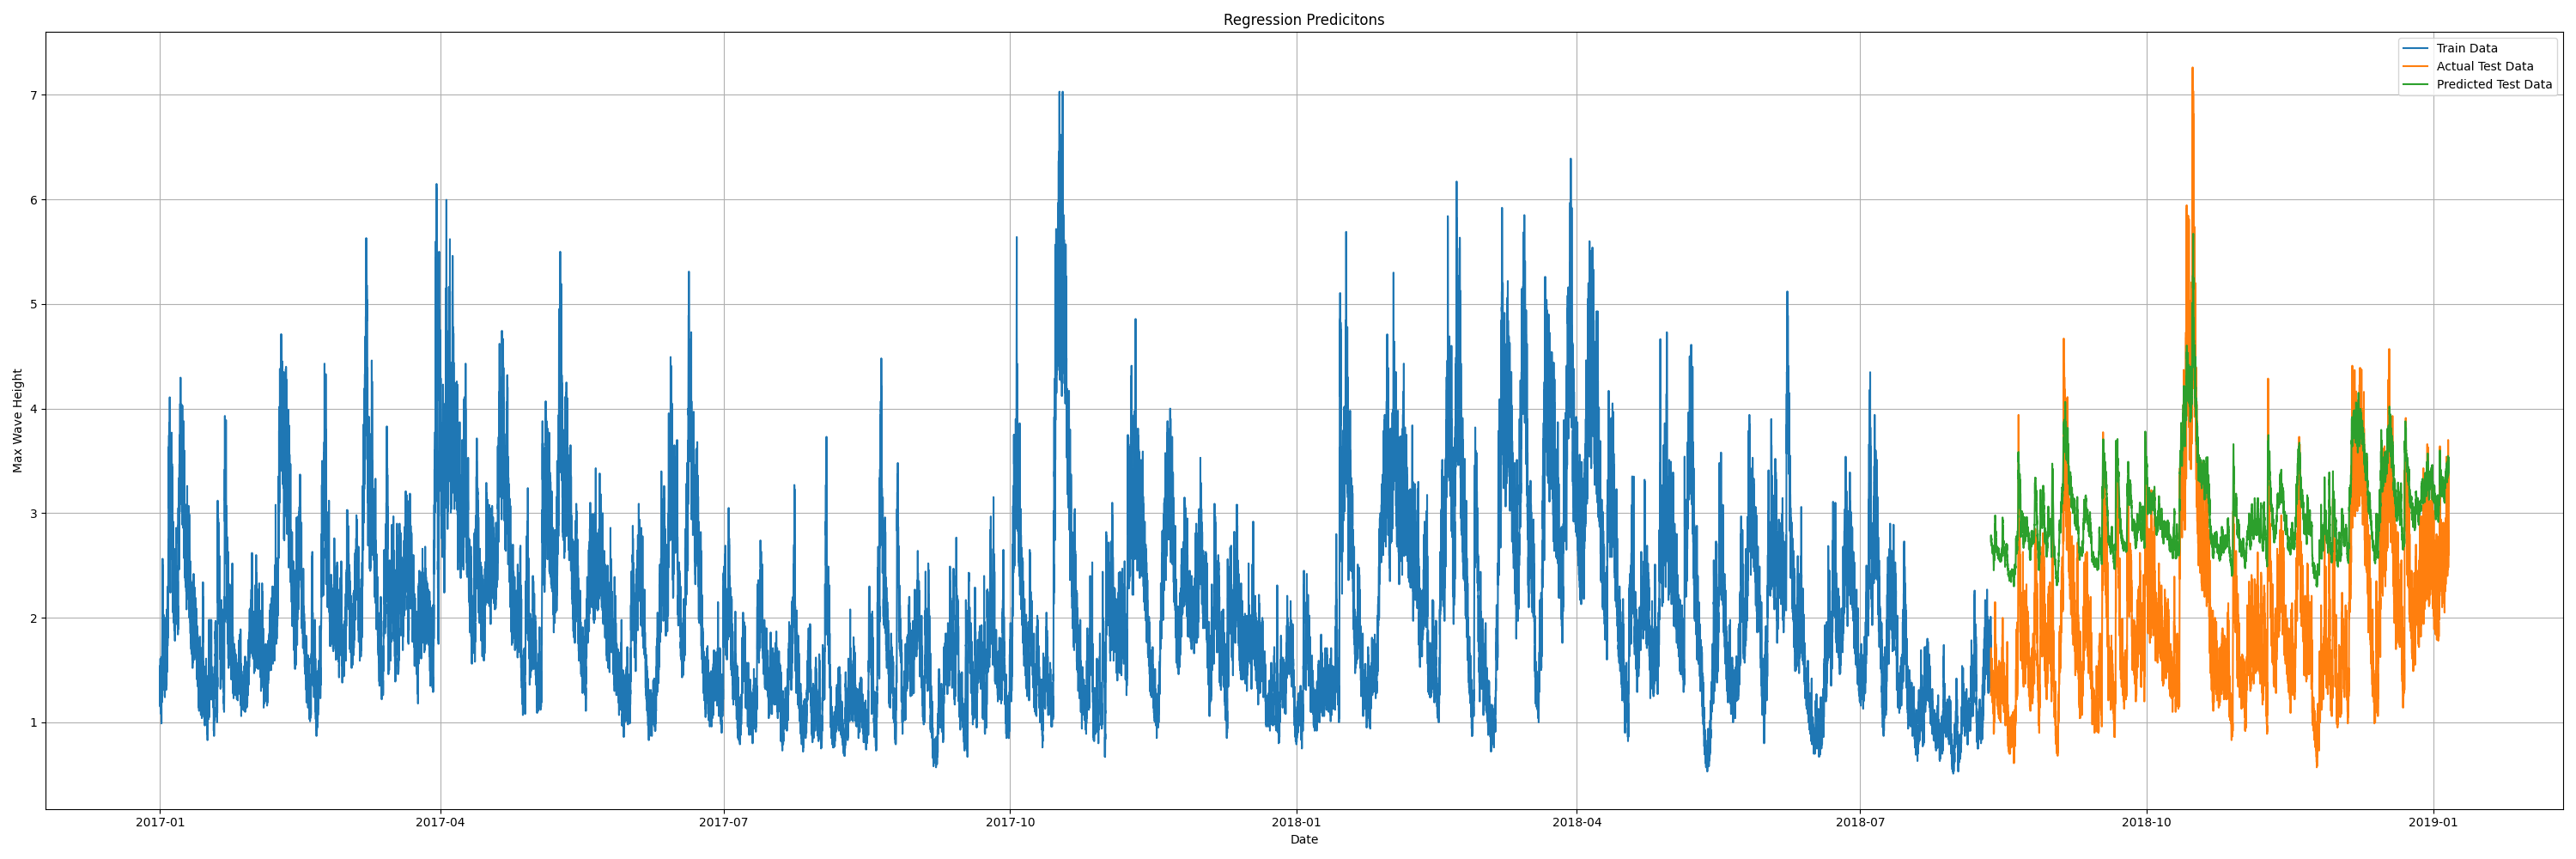 Regression Predicitons
Train Data
Actual Test Data
Predicted Test Data
Max Wave Height
7
6
5
4
3
2
1
2017-01
2017-04
2017-07
2017-10
2018-01
2018-04
2018-07
2018-10
2019-01
Date